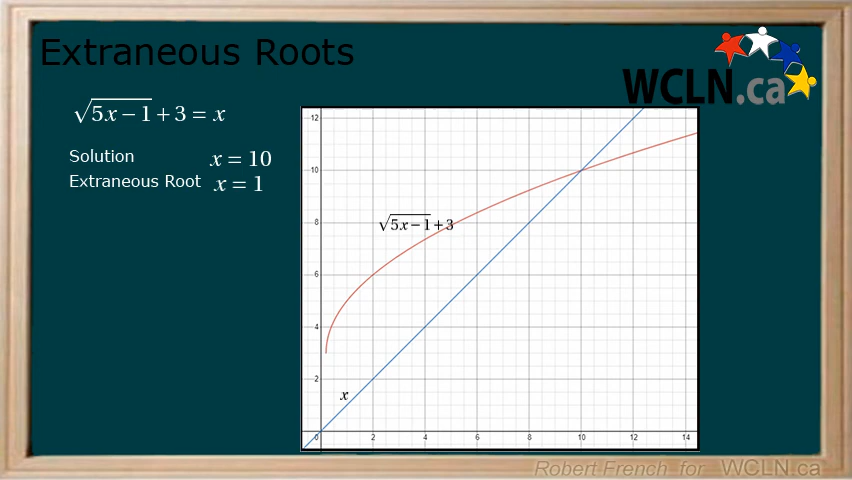 Extraneous Roots
WCLN.ca
√(5x − 1) + 3 = x
Solution x = 10
Extraneous Root x = 1
12
10
8
√(5x − 1) + 3
6
4
2
x
0 2 4 6 8 10 12 14
Robert French for WCLN.ca